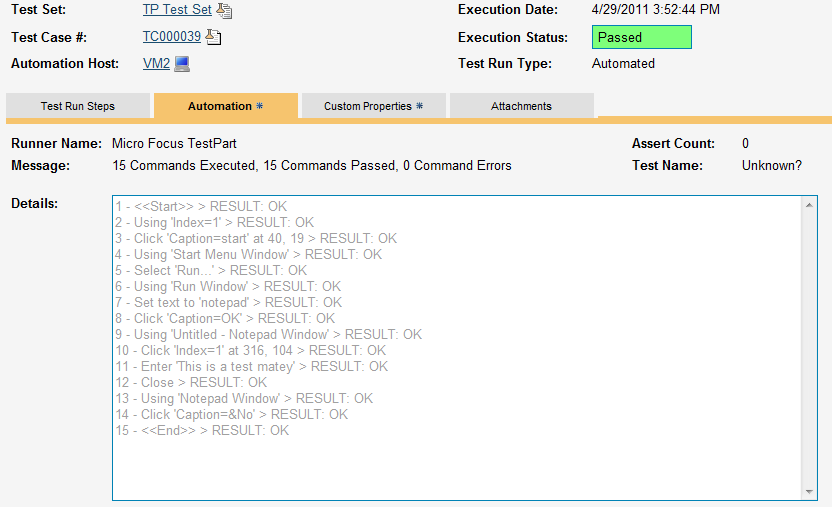 Test Set: TP Test Set Execution Date: 4/29/2011 3:52:44 PM
Test Case #: TC000039 Execution Status: Passed
Automation Host: VM2 Test Run Type: Automated
Test Run Steps Automation * Custom Properties * Attachments
Runner Name: Micro Focus TestPart Assert Count: 0
Message: 15 Commands Executed, 15 Commands Passed, 0 Command Errors Test Name: Unknown?
Details:
1 - <<Start>> > RESULT: OK
2 - Using 'Index=1' > RESULT: OK
3 - Click 'Caption=start' at 40, 19 > RESULT: OK
4 - Using 'Start Menu Window' > RESULT: OK
5 - Select 'Run...' > RESULT: OK
6 - Using 'Run Window' > RESULT: OK
7 - Set text to 'notepad' > RESULT: OK
8 - Click 'Caption=OK' > RESULT: OK
9 - Using 'Untitled - Notepad Window' > RESULT: OK
10 - Click 'Index=1' at 316, 104 > RESULT: OK
11 - Enter 'This is a test matey' > RESULT: OK
12 - Close > RESULT: OK
13 - Using 'Notepad Window' > RESULT: OK
14 - Click 'Caption=&No' > RESULT: OK
15 - <<End>> > RESULT: OK